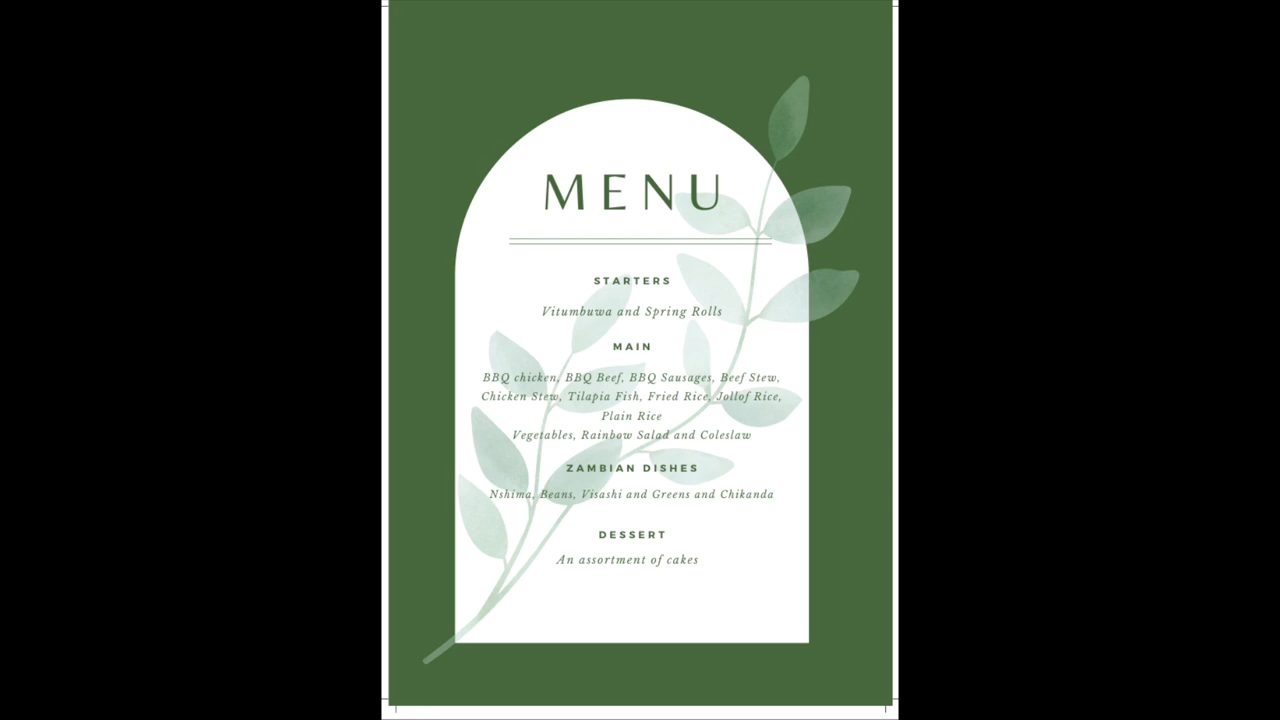 MENU
STARTERS
Vitumbuwa and Spring Rolls
MAIN
BBQ chicken, BBQ Beef, BBQ Sausages, Beef Stew,
Chicken Stew, Tilapia Fish, Fried Rice, Jollof Rice,
Plain Rice
Vegetables, Rainbow Salad and Coleslaw
ZAMBIAN DISHES
Nshima, Beans, Visashi and Greens and Chikanda
DESSERT
An assortment of cakes